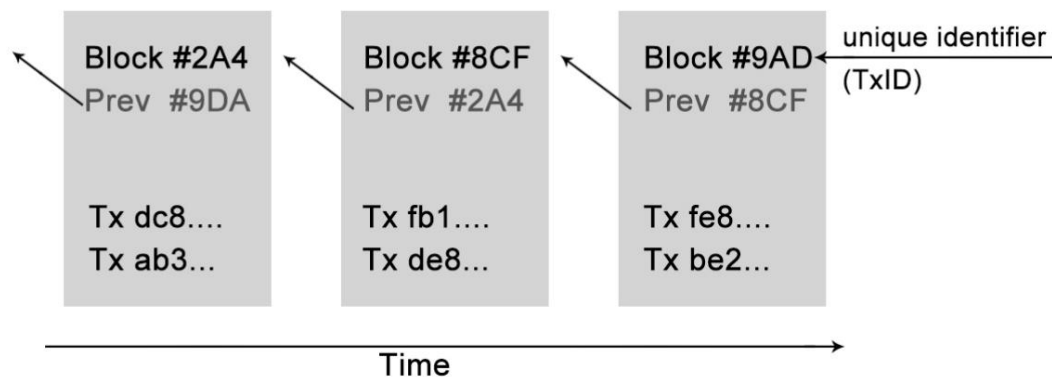 Block #2A4
Prev #9DA
Tx dc8....
Tx ab3...
Block #8CF
Prev #2A4
Tx fb1....
Tx de8...
Block #9AD
Prev #8CF
Tx fe8....
Tx be2...
unique identifier
(TxID)
Time